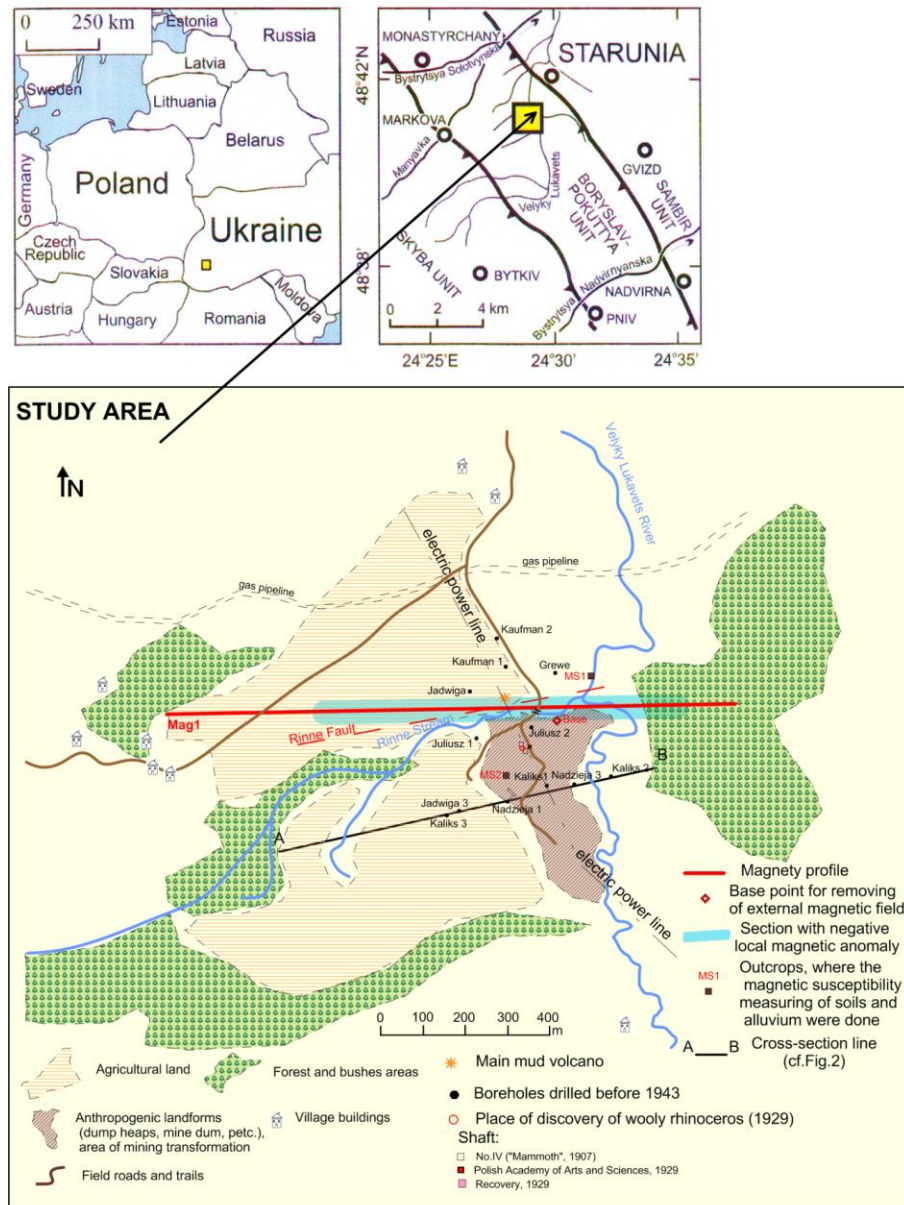 0 250 km
Estonia
Russia
Latvia
Sweden
Lithuania
Belarus
Germany
Poland
Ukraine
Czech
Republic
Slovakia
Austria
Hungary
Romania
Moldova
MONASTYRCHANY
STARUNIA
Bystrytsya Solotvynska
48°42'N
MARKOVA
Manyavka
Lukavets
Velyky
GVIZD
BORYSLAV-
POKUTTYA
UNIT
SAMBIR
UNIT
SKYBA UNIT
48°38'
BYTKIV
Bystrytsya Nadvirnyanska
NADVIRNA
PNIV
0 2 4 km
24°25'E 24°30' 24°35'
STUDY AREA
N
Velyky Lukavets River
electric power line
gas pipeline
gas pipeline
Kaufman 2
Kaufman 1
Grewe
MS1
Jadwiga
Mag1
Rinne Fault
Rinne Stream
Base
Juliusz 1
Juliusz 2
MS2
Kaliks1
Nadzieja 3
Kaliks 2
B
Jadwiga 3
Nadzieja 1
Kaliks 3
A
electric power line
Magnety profile
Base point for removing
of external magnetic field
Section with negative
local magnetic anomaly
MS1
Outcrops, where the
magnetic susceptibility
measuring of soils and
alluvium were done
A B Cross-section line
(cf.Fig.2)
0 100 200 300 400
m
Agricultural land
Forest and bushes areas
Anthropogenic landforms
(dump heaps, mine dum, petc.),
area of mining transformation
Village buildings
Field roads and trails
Main mud volcano
Boreholes drilled before 1943
Place of discovery of wooly rhinoceros (1929)
Shaft:
No.IV ("Mammoth", 1907)
Polish Academy of Arts and Sciences, 1929
Recovery, 1929